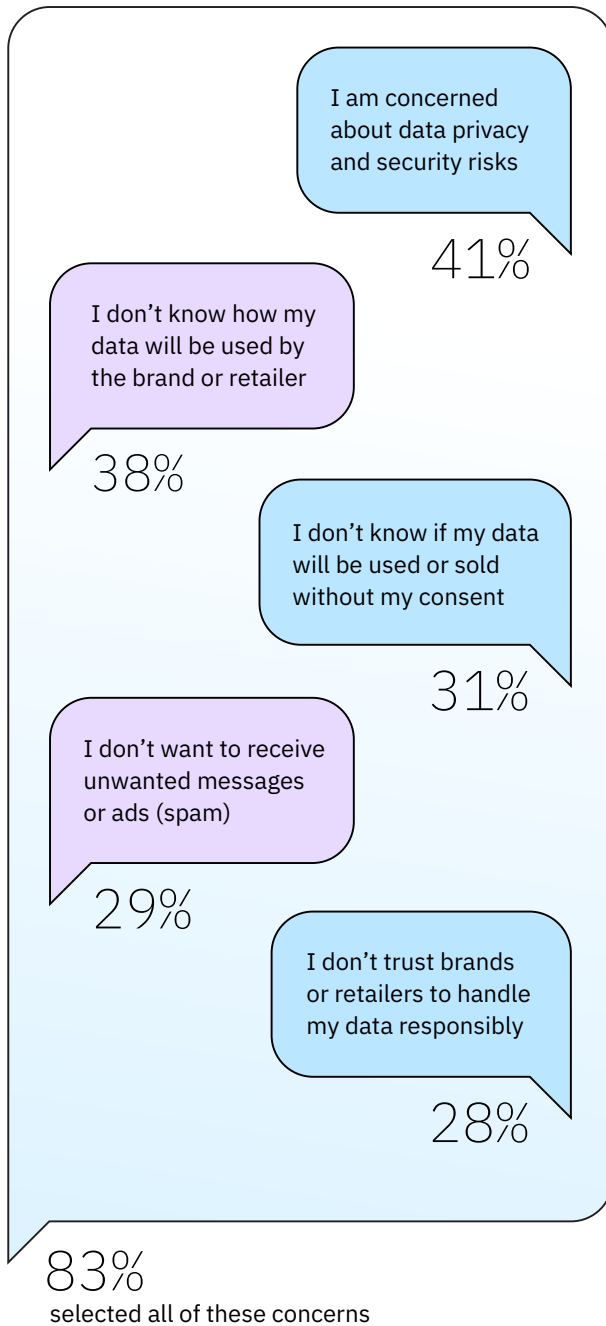 I am concerned
about data privacy
and security risks
41%
I don’t know how my
data will be used by
the brand or retailer
38%
I don’t know if my data
will be used or sold
without my consent
31%
I don’t want to receive
unwanted messages
or ads (spam)
29%
I don’t trust brands
or retailers to handle
my data responsibly
28%
83%
selected all of these concerns